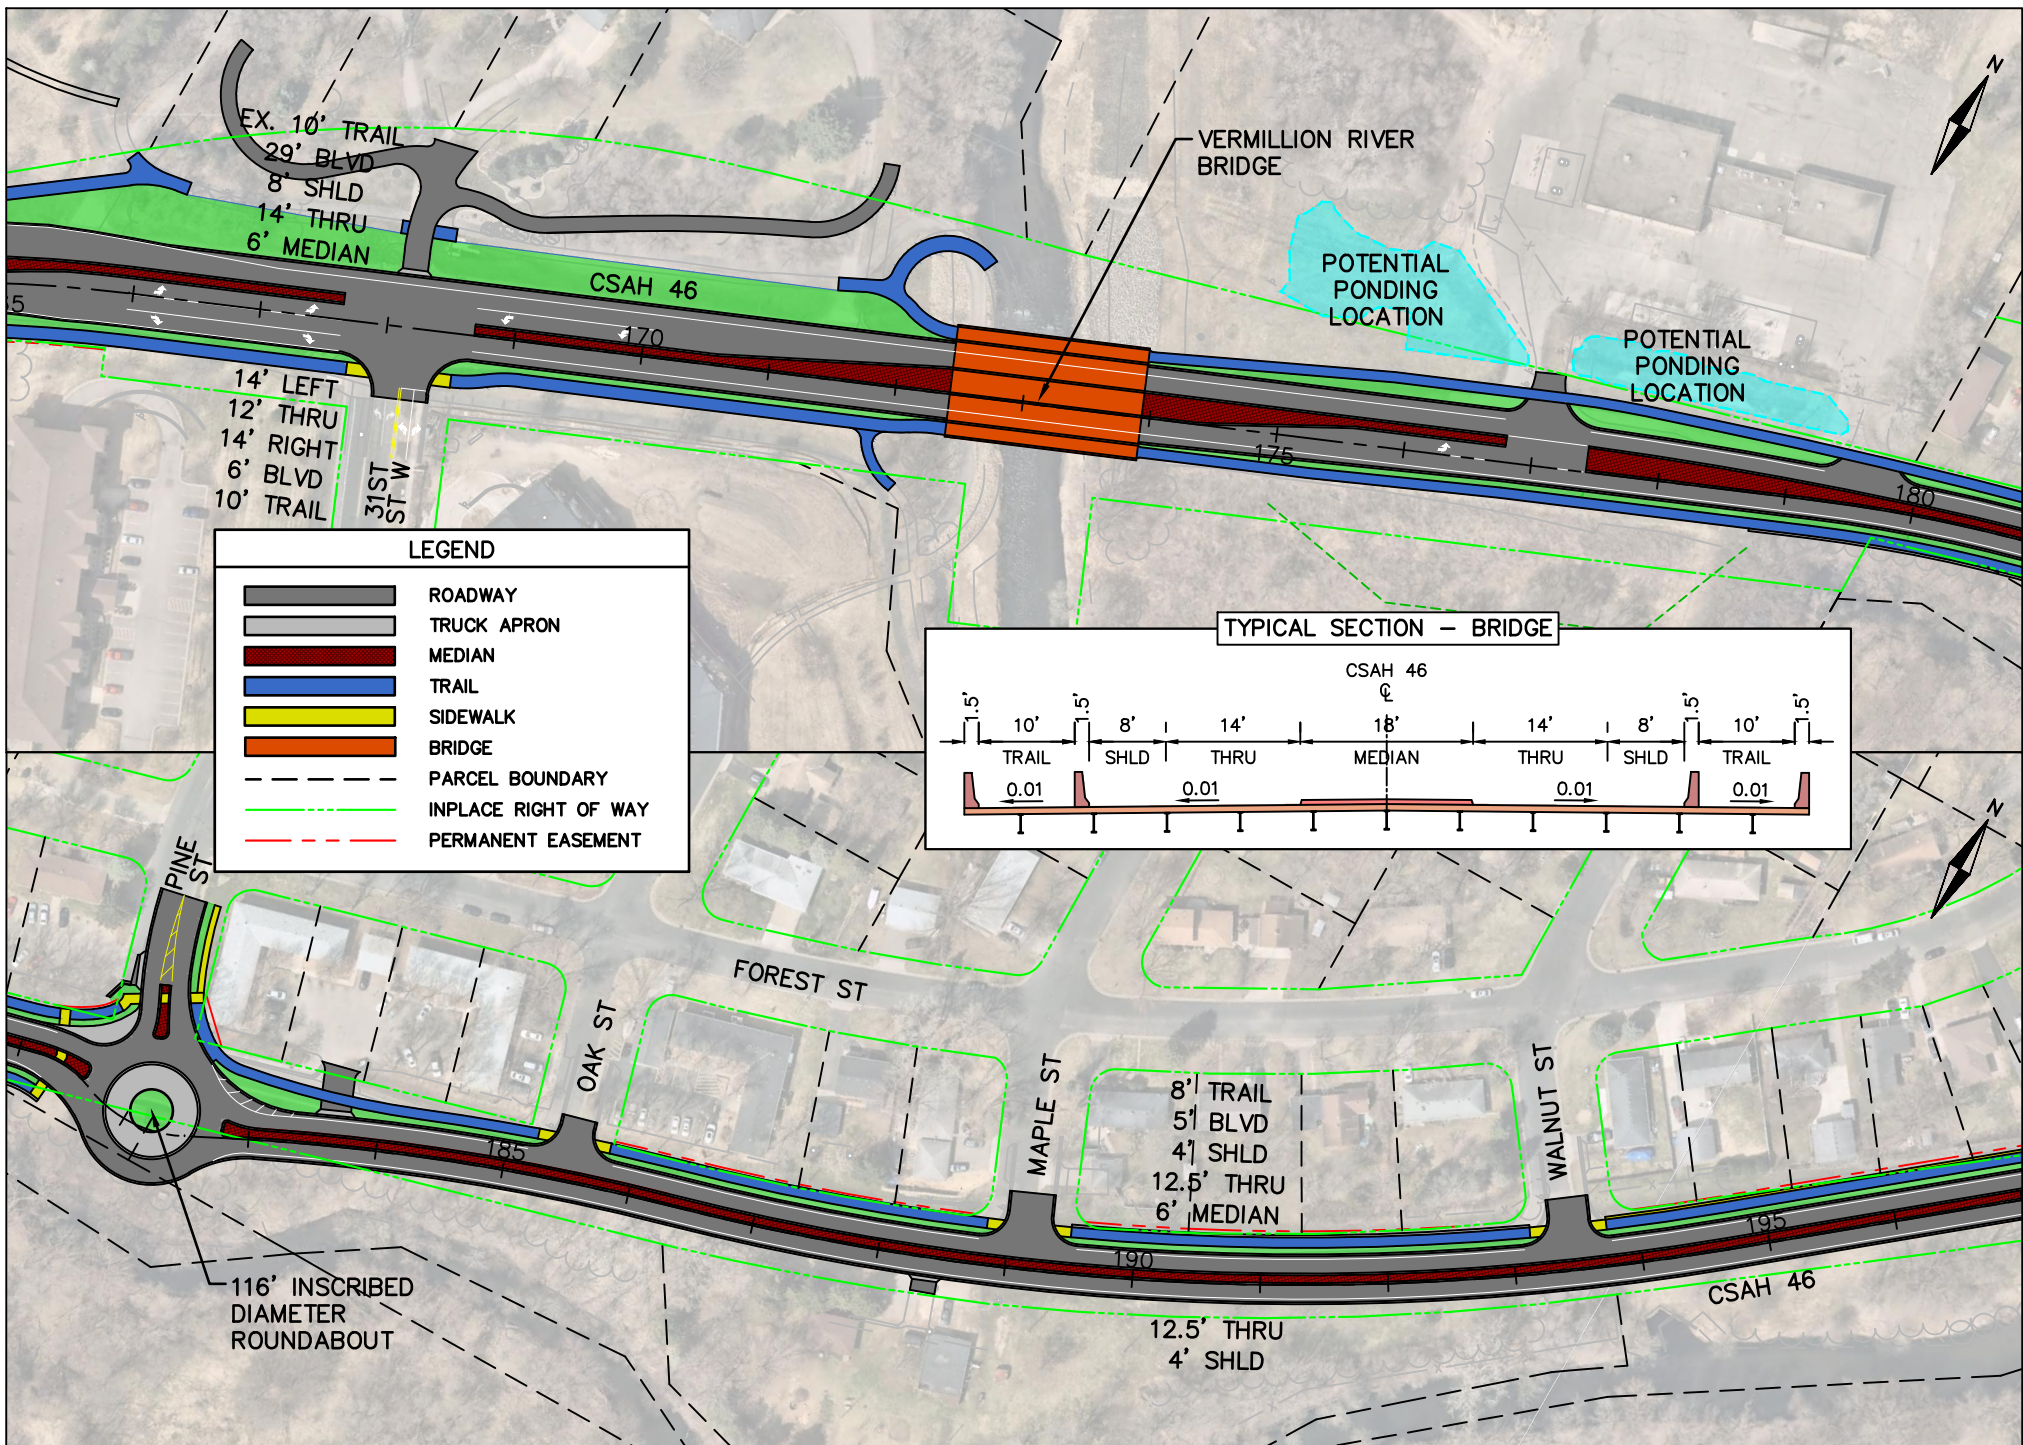 N
EX. 10' TRAIL
29' BLVD
8' SHLD
14' THRU
6' MEDIAN
VERMILLION RIVER
BRIDGE
CSAH 46
POTENTIAL
PONDING
LOCATION
POTENTIAL
PONDING
LOCATION
170
175
180
14' LEFT
12' THRU
14' RIGHT
6' BLVD
10' TRAIL
31ST
ST W
LEGEND
ROADWAY
TRUCK APRON
MEDIAN
TRAIL
SIDEWALK
BRIDGE
PARCEL BOUNDARY
INPLACE RIGHT OF WAY
PERMANENT EASEMENT
TYPICAL SECTION - BRIDGE
CSAH 46
℄
1.5' 10' 1.5' 8' 14' 18' 14' 8' 1.5' 10' 1.5'
TRAIL SHLD THRU MEDIAN THRU SHLD TRAIL
0.01 0.01 0.01 0.01
N
PINE
ST
FOREST ST
OAK ST
MAPLE ST
WALNUT ST
8' TRAIL
5' BLVD
4' SHLD
12.5' THRU
6' MEDIAN
185
190
195
CSAH 46
116' INSCRIBED
DIAMETER
ROUNDABOUT
12.5' THRU
4' SHLD